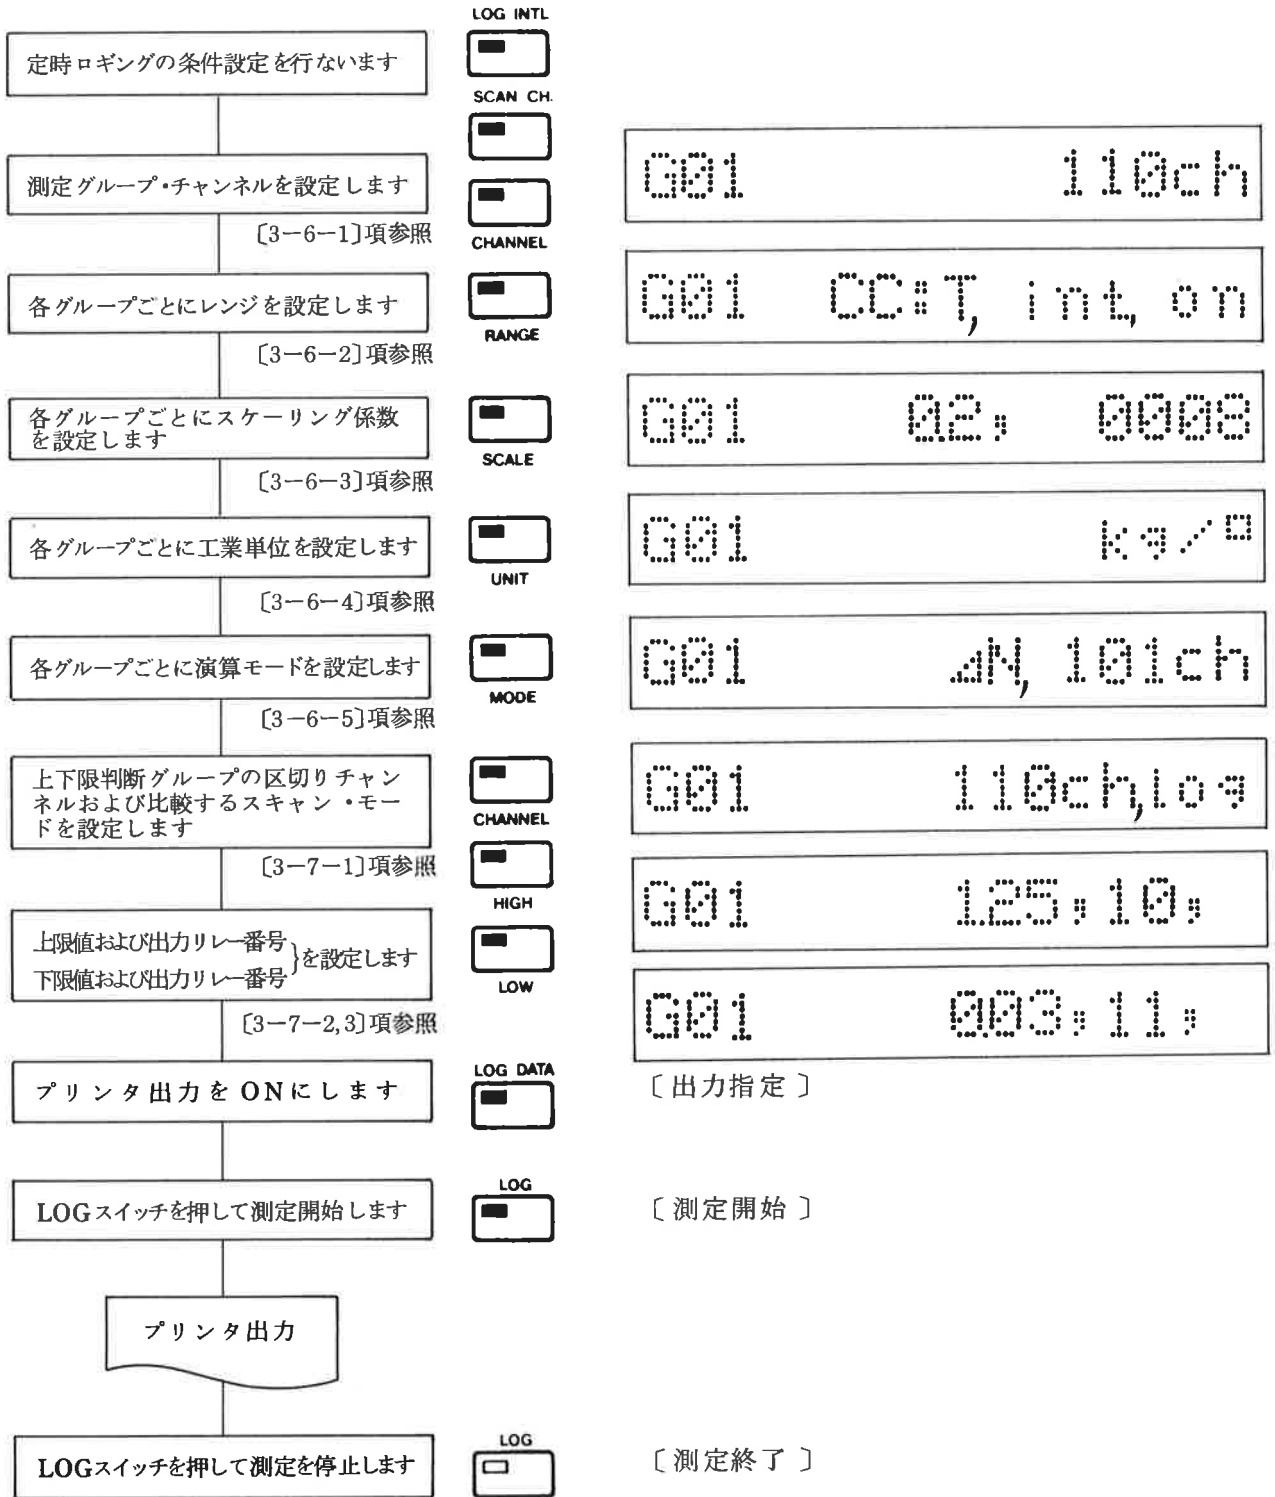 LOG INTL
定時ロギングの条件設定を行ないます
SCAN CH.
測定グループ・チャンネルを設定します
G01 110ch
〔3-6-1〕項参照
CHANNEL
各グループごとにレンジを設定します
G01 CC:T, int, on
RANGE
〔3-6-2〕項参照
各グループごとにスケーリング係数
を設定します
G01 02, 0008
SCALE
〔3-6-3〕項参照
各グループごとに工業単位を設定します
G01 kg/□
UNIT
〔3-6-4〕項参照
各グループごとに演算モードを設定します
G01 ⊿N, 101ch
MODE
〔3-6-5〕項参照
上下限判断グループの区切りチャン
ネルおよび比較するスキャン・モー
ドを設定します
G01 110ch,log
CHANNEL
〔3-7-1〕項参照
HIGH
G01 125,10,
上限値および出力リレー番号
下限値および出力リレー番号
}を設定します
LOW
G01 003,11,
〔3-7-2,3〕項参照
LOG DATA
プリンタ出力をONにします
〔出力指定〕
LOG
LOGスイッチを押して測定開始します
〔測定開始〕
プリンタ出力
LOG
LOGスイッチを押して測定を停止します
〔測定終了〕